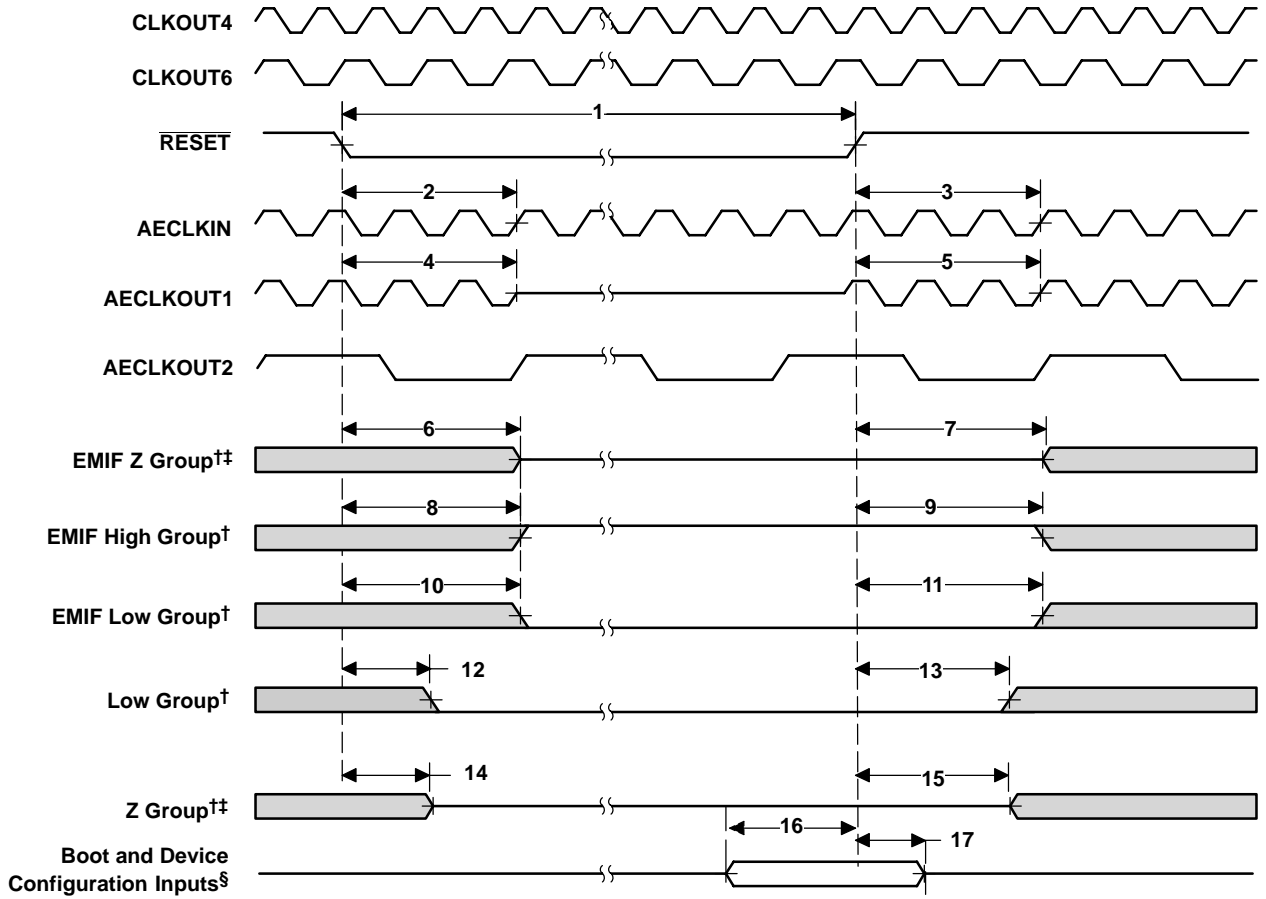 CLKOUT4
CLKOUT6
1
RESET
2
3
AECLKIN
4
5
AECLKOUT1
AECLKOUT2
6
7
EMIF Z Group†‡
8
9
EMIF High Group†
10
11
EMIF Low Group†
12
13
Low Group†
14
15
Z Group†‡
16
17
Boot and Device
Configuration Inputs§